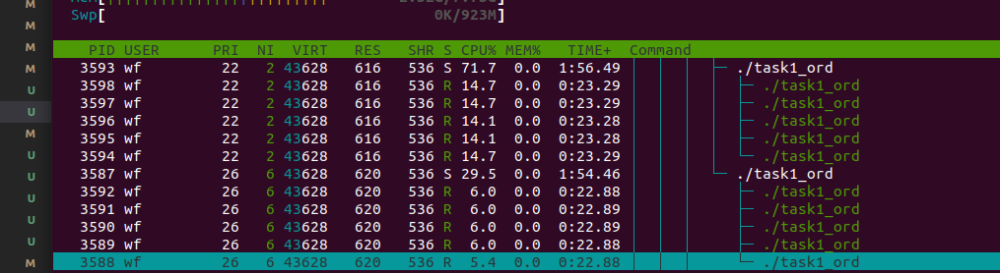 M
Swp[ 0K/923M]
M
M
PID USER PRI NI VIRT RES SHR S CPU% MEM% TIME+ Command
M
3593 wf 22 2 43628 616 536 S 71.7 0.0 1:56.49 ./task1_ord
U
3598 wf 22 2 43628 616 536 R 14.7 0.0 0:23.29 ./task1_ord
3597 wf 22 2 43628 616 536 R 14.7 0.0 0:23.29 ./task1_ord
U
3596 wf 22 2 43628 616 536 R 14.1 0.0 0:23.28 ./task1_ord
M
3595 wf 22 2 43628 616 536 R 14.1 0.0 0:23.28 ./task1_ord
U
3594 wf 22 2 43628 616 536 R 14.7 0.0 0:23.29 ./task1_ord
3587 wf 26 6 43628 620 536 S 29.5 0.0 1:54.46 ./task1_ord
U
3592 wf 26 6 43628 620 536 R 6.0 0.0 0:22.88 ./task1_ord
U
3591 wf 26 6 43628 620 536 R 6.0 0.0 0:22.89 ./task1_ord
3590 wf 26 6 43628 620 536 R 6.0 0.0 0:22.89 ./task1_ord
U
3589 wf 26 6 43628 620 536 R 6.0 0.0 0:22.88 ./task1_ord
M
3588 wf 26 6 43628 620 536 R 5.4 0.0 0:22.88 ./task1_ord